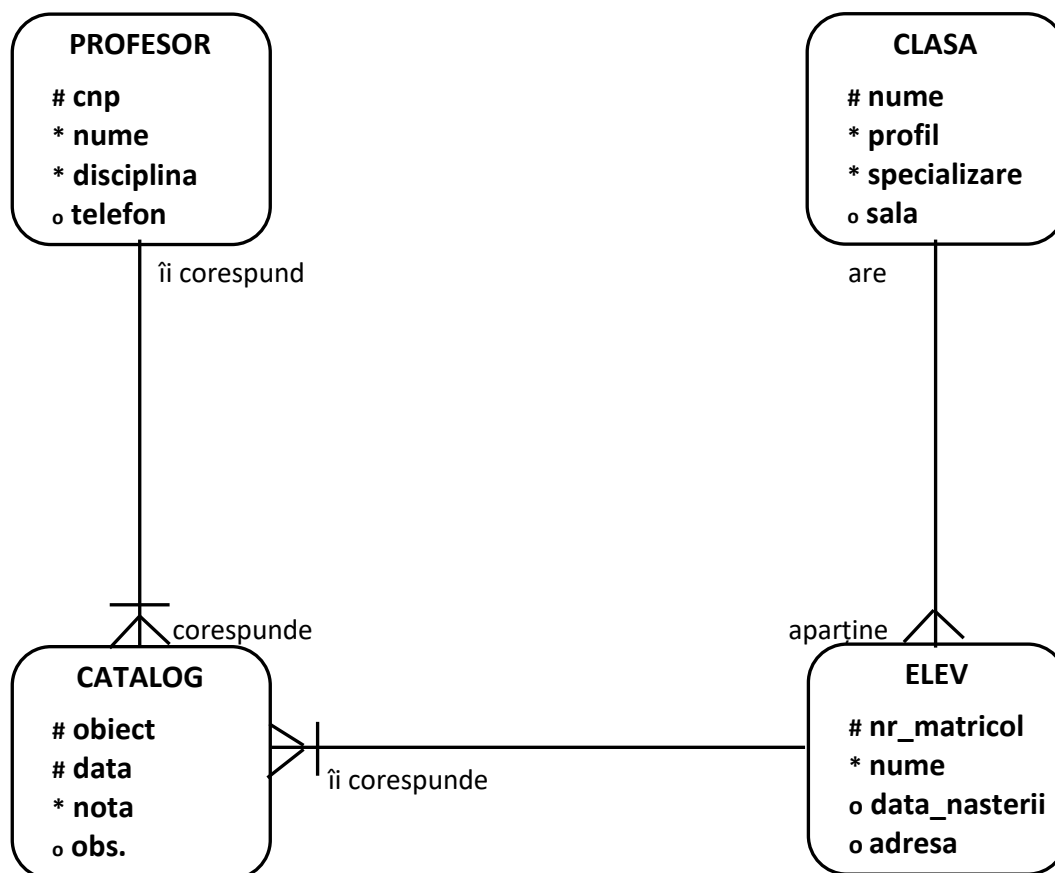 PROFESOR
# cnp
* nume
* disciplina
o telefon
CLASA
# nume
* profil
* specializare
o sala
îi corespund
are
corespunde
aparține
CATALOG
# obiect
# data
* nota
o obs.
îi corespunde
ELEV
# nr_matricol
* nume
o data_nasterii
o adresa